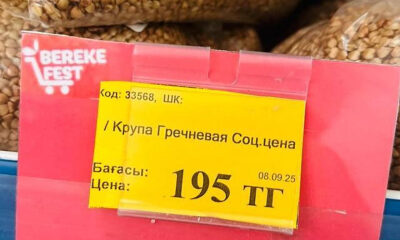 BEREKE
FEST
Код: 33568, ШК:
/ Крупа Гречневая Соц.цена
Бағасы:
Цена:
195 тг
08.09.25